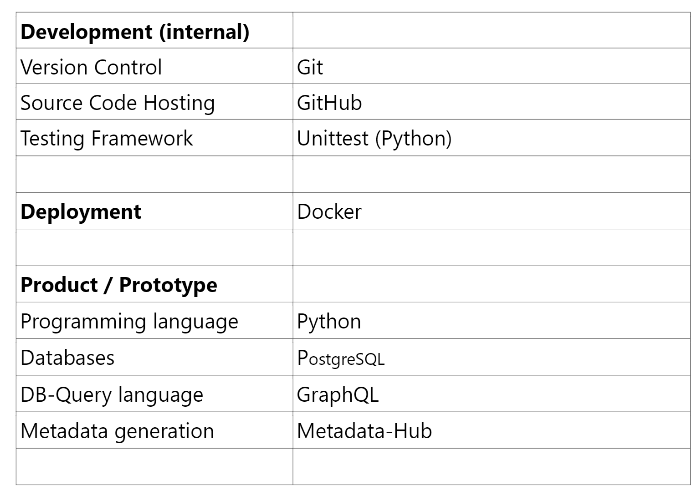 Development (internal)
Version Control Git
Source Code Hosting GitHub
Testing Framework Unittest (Python)
Deployment Docker
Product / Prototype
Programming language Python
Databases PostgreSQL
DB-Query language GraphQL
Metadata generation Metadata-Hub